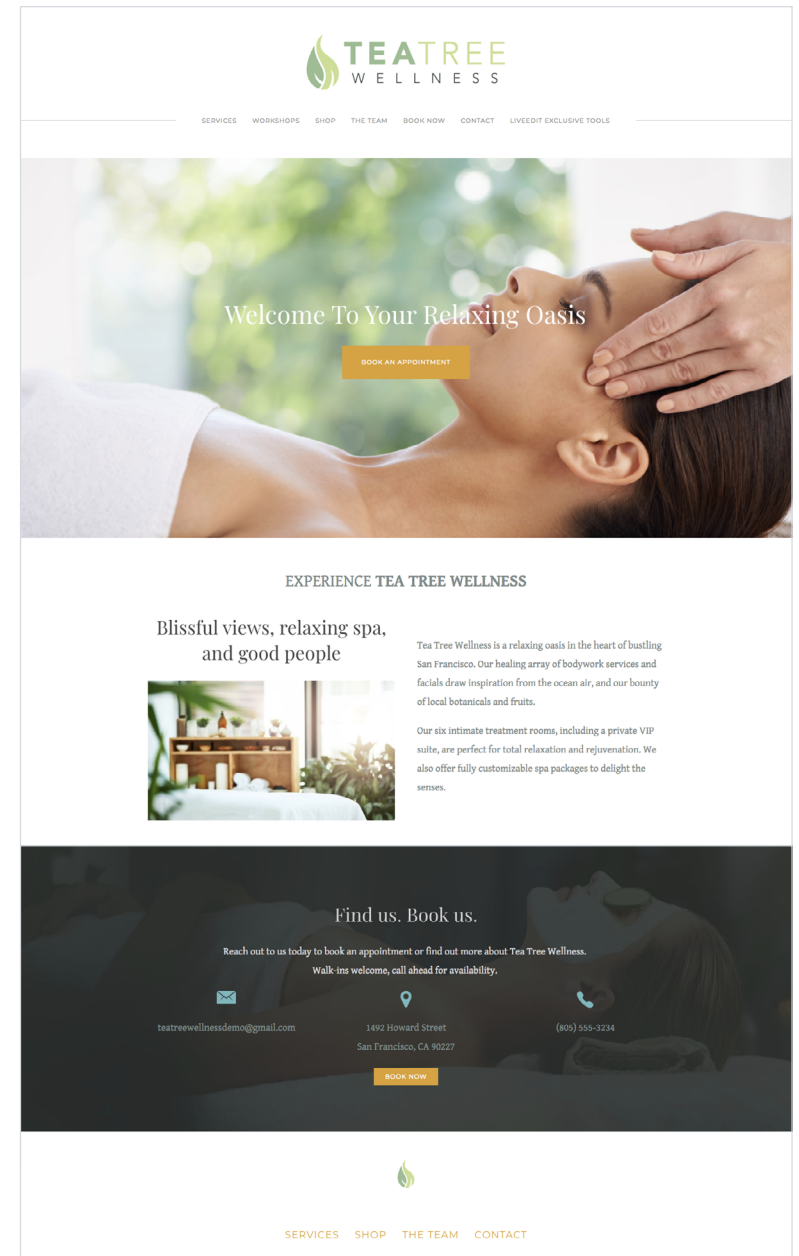 TEATREE
WELLNESS
SERVICES WORKSHOPS SHOP THE TEAM BOOK NOW CONTACT LIVEEDIT EXCLUSIVE TOOLS
Welcome To Your Relaxing Oasis
BOOK AN APPOINTMENT
EXPERIENCE TEA TREE WELLNESS
Blissful views, relaxing spa,
and good people
Tea Tree Wellness is a relaxing oasis in the heart of bustling
San Francisco. Our healing array of bodywork services and
facials draw inspiration from the ocean air, and our bounty
of local botanicals and fruits.
Our six intimate treatment rooms, including a private VIP
suite, are perfect for total relaxation and rejuvenation. We
also offer fully customizable spa packages to delight the
senses.
Find us. Book us.
Reach out to us today to book an appointment or find out more about Tea Tree Wellness.
Walk-ins welcome, call ahead for availability.
teatreewellnessdemo@gmail.com
1492 Howard Street
San Francisco, CA 90227
(805) 555-3234
BOOK NOW
SERVICES SHOP THE TEAM CONTACT